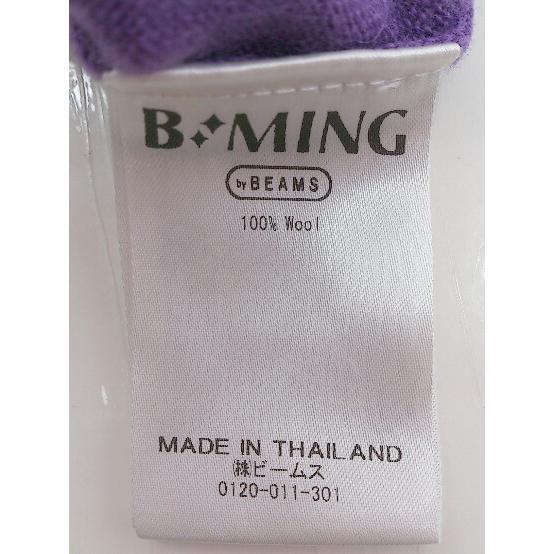 B MING
by BEAMS
100% Wool
MADE IN THAILAND
㈱ビームス
0120-011-301